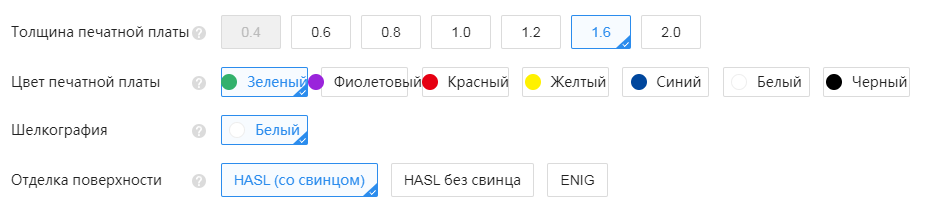 Толщина печатной платы ? 0.4 0.6 0.8 1.0 1.2 1.6 2.0
Цвет печатной платы ? Зеленый Фиолетовый Красный Желтый Синий Белый Черный
Шелкография ? Белый
Отделка поверхности ? HASL (со свинцом) HASL без свинца ENIG